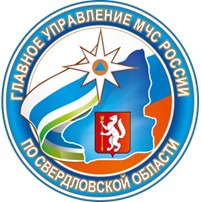 ГЛАВНОЕ УПРАВЛЕНИЕ МЧС РОССИИ
ПО СВЕРДЛОВСКОЙ ОБЛАСТИ